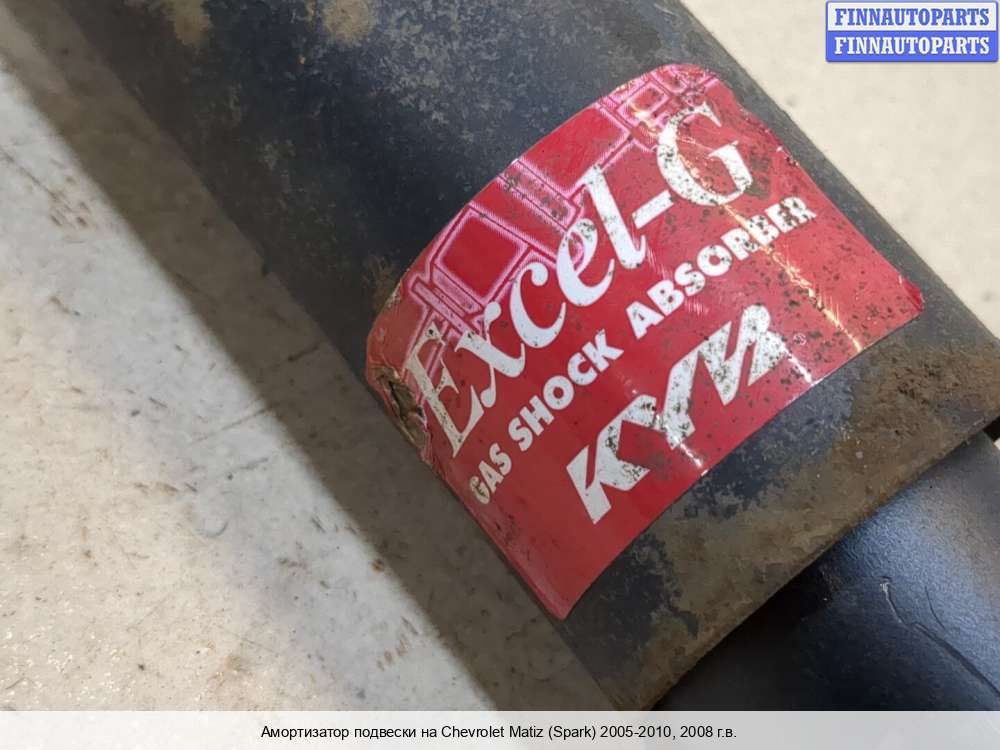 FINNAUTOPARTS
FINNAUTOPARTS
Excel-G
GAS SHOCK ABSORBER
KYB
Амортизатор подвески на Chevrolet Matiz (Spark) 2005-2010, 2008 г.в.